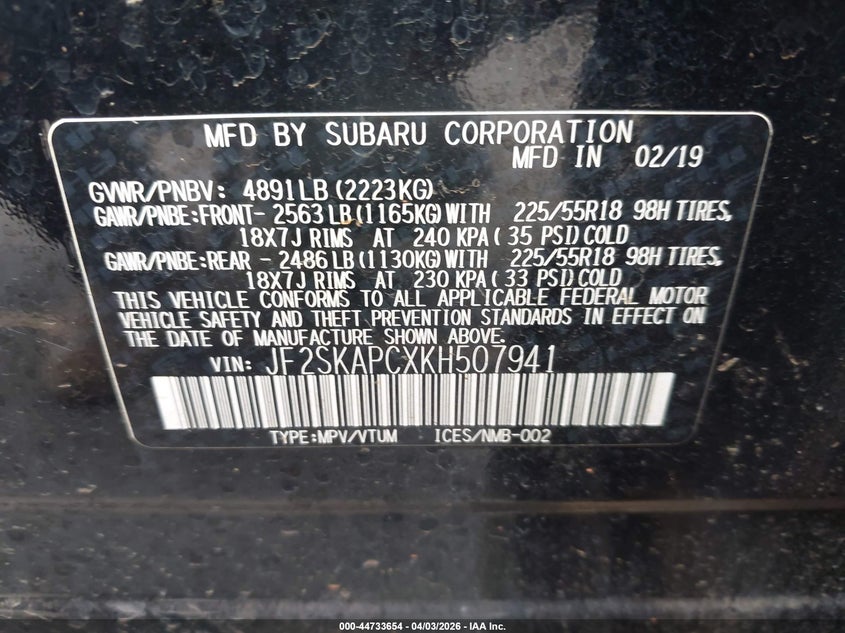 MFD BY SUBARU CORPORATION
MFD IN 02/19
GVWR/PNBV: 4891LB(2223KG)
GAWR/PNBE:FRONT- 2563LB(1165KG)WITH 225/55R18 98H TIRES,
18X7J RIMS AT 240 KPA( 35 PSI)COLD
GAWR/PNBE:REAR - 2486LB(1130KG)WITH 225/55R18 98H TIRES,
18X7J RIMS AT 230 KPA( 33 PSI)COLD
THIS VEHICLE CONFORMS TO ALL APPLICABLE FEDERAL MOTOR
VEHICLE SAFETY AND THEFT PREVENTION STANDARDS IN EFFECT ON
THE DATE OF MANUFACTURE SHOWN ABOVE.
VIN: JF2SKAPCXKH507941
TYPE:MPV/VTUM ICES/NMB-002
000-44733654 - 04/03/2026 - IAA Inc.